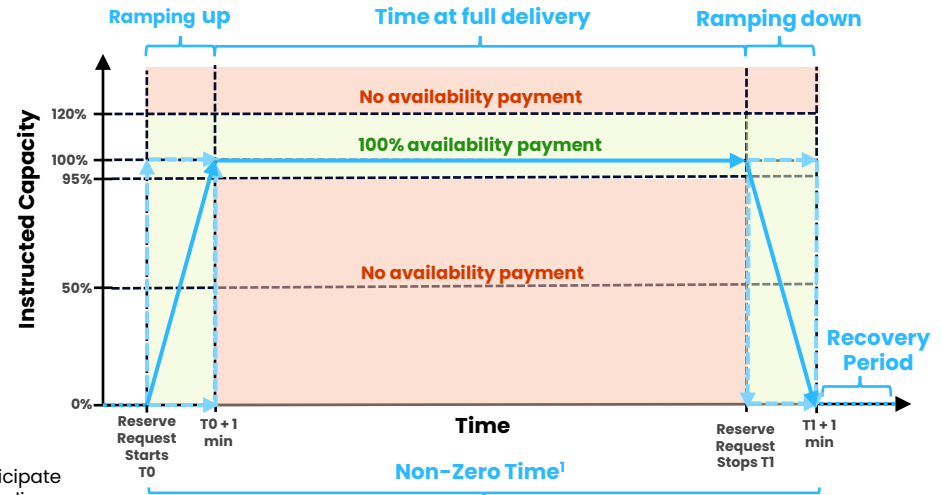 Ramping up
Time at full delivery
Ramping down
No availability payment
120%
100% availability payment
100%
95%
Instructed Capacity
No availability payment
50%
Recovery
Period
0%
Reserve
Request
Starts
T0
T0 + 1
min
Time
Reserve
Request
Stops T1
T1 + 1
min
Non-Zero Time¹
icipate